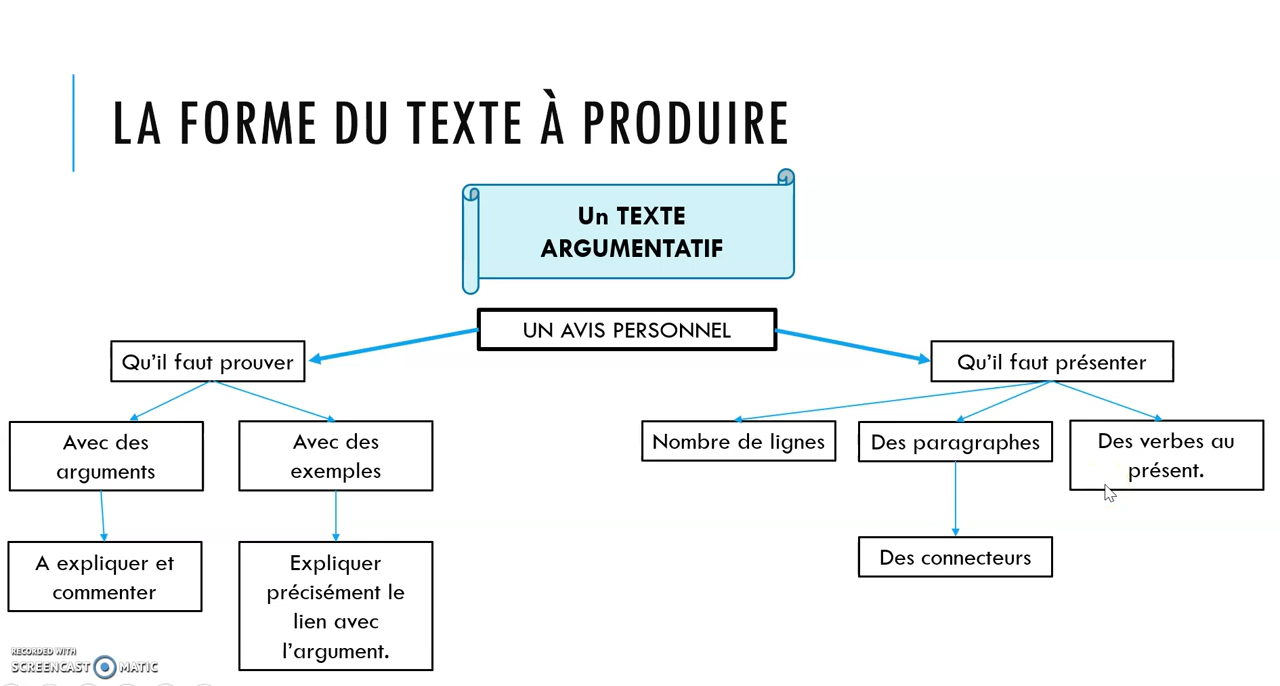 LA FORME DU TEXTE À PRODUIRE
Un TEXTE
ARGUMENTATIF
UN AVIS PERSONNEL
Qu'il faut prouver
Qu'il faut présenter
Avec des
arguments
Avec des
exemples
Nombre de lignes
Des paragraphes
Des verbes au
présent.
A expliquer et
commenter
Expliquer
précisément le
lien avec
l'argument.
Des connecteurs
RECORDED WITH
SCREENCAST MATIC